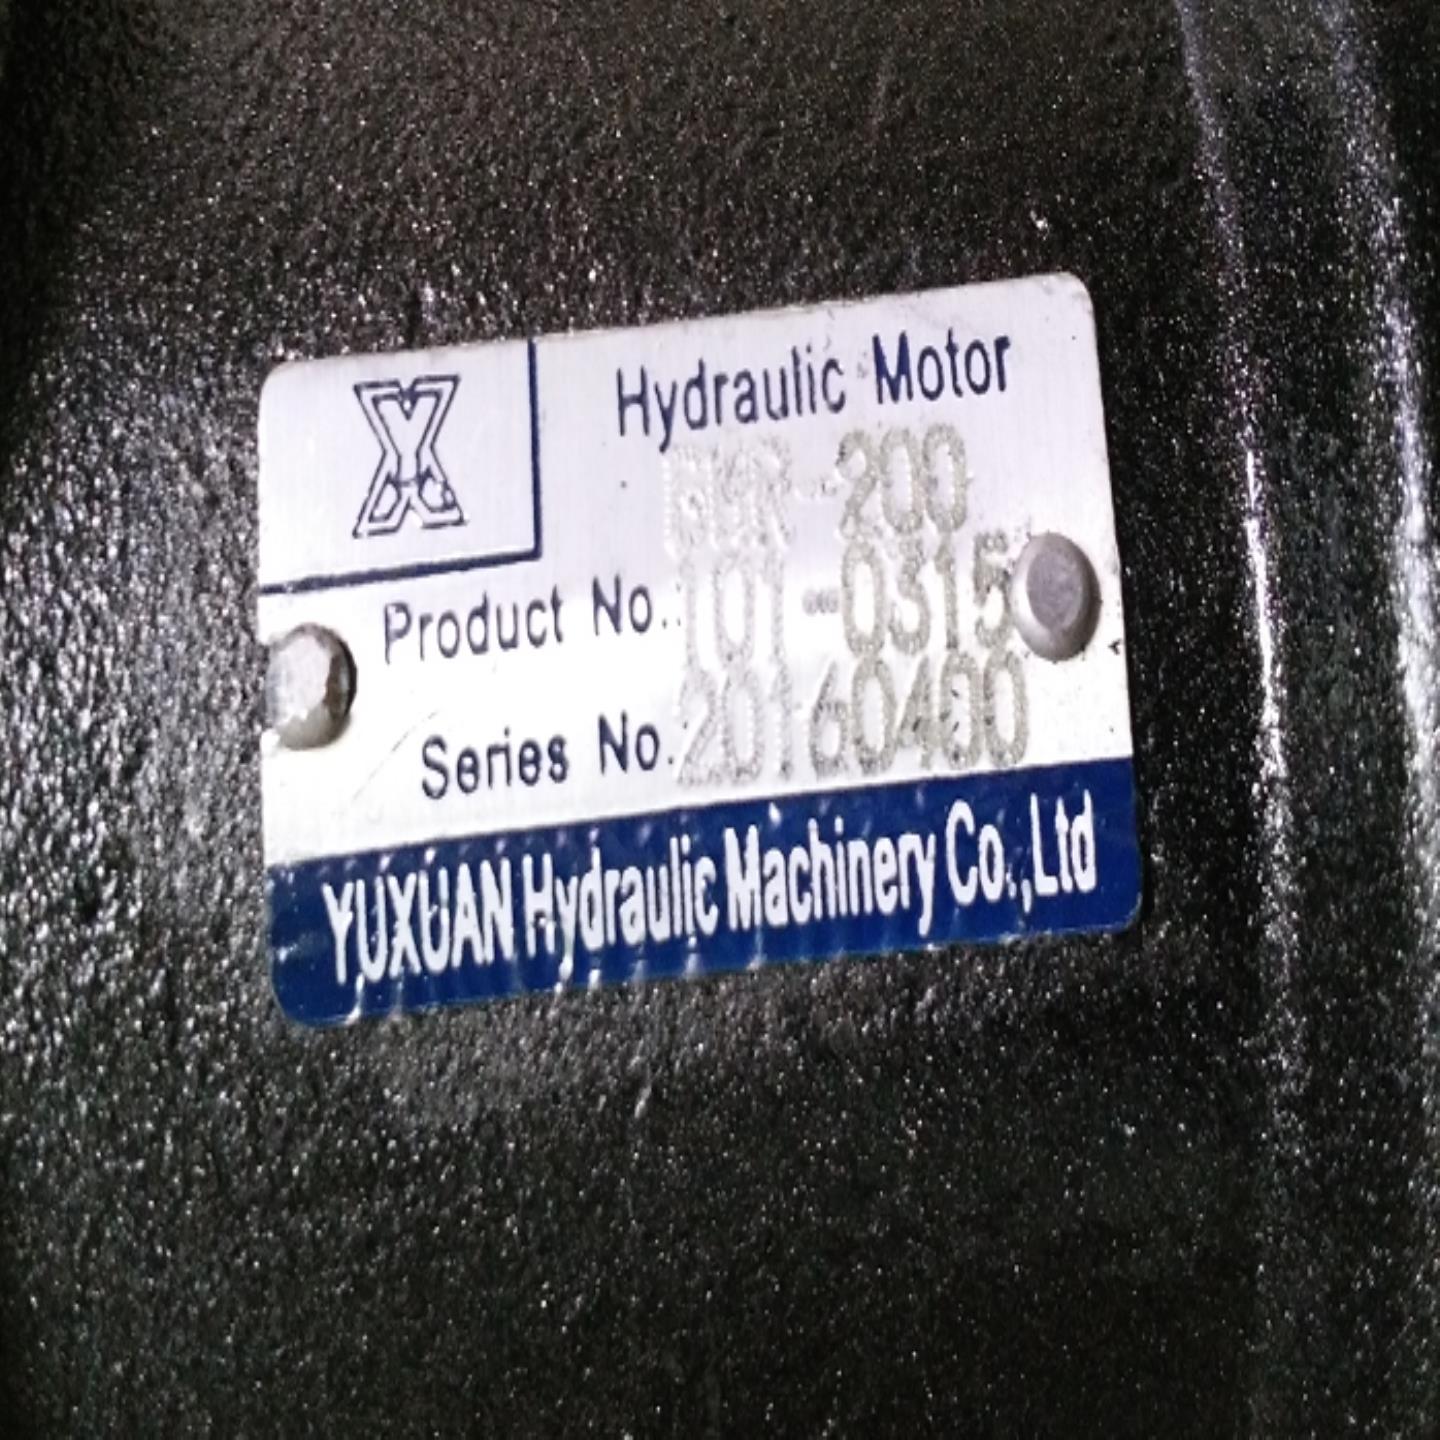 Hydraulic Motor
-200
Product No.: 101-0315
Series No. 20160400
YUXUAN Hydraulic Machinery Co.,Ltd